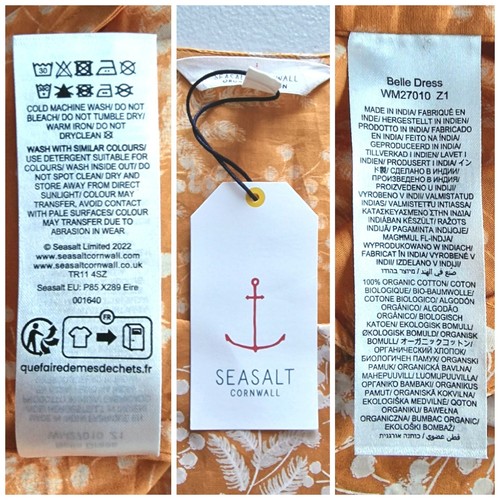 30
COLD MACHINE WASH/ DO NOT
BLEACH/ DO NOT TUMBLE DRY/
WARM IRON/ DO NOT
DRYCLEAN
WASH WITH SIMILAR COLOURS/
USE DETERGENT SUITABLE FOR
COLOURS/ WASH INSIDE OUT/ DO
NOT SPOT CLEAN/ DRY AND
STORE AWAY FROM DIRECT
SUNLIGHT/ COLOUR MAY
TRANSFER, AVOID CONTACT
WITH PALE SURFACES/ COLOUR
MAY TRANSFER DUE TO
ABRASION IN WEAR
© Seasalt Limited 2022
www.seasaltcornwall.com
www.seasaltcornwall.co.uk
TR11 4SZ
Seasalt EU: P85 X289 Eire
001640
FR
quefairedemesdechets.fr
SEASALT CORNWALL
SEASALT
CORNWALL
Belle Dress
WM27010 Z1
MADE IN INDIA/ FABRIQUÉ EN
INDE/ HERGESTELLT IN INDIEN/
PRODOTTO IN INDIA/ FABRICADO
EN INDIA/ FEITO NA ÍNDIA/
GEPRODUCEERD IN INDIA/
TILLVERKAD I INDIEN/ LAVET I
INDIEN/ PRODUSERT I INDIA/ イン
ド製/ СДЕЛАНО В ИНДИИ/
ПРОИЗВЕДЕНО В ИНДИЯ/
PROIZVEDENO U INDIJI/
VYROBENO V INDII/ VALMISTATUD
INDIAS/ VALMISTETTU INTIASSA/
ΚΑΤΑΣΚΕΥΑΣΜΕΝΟ ΣΤΗΝ ΙΝΔΙΑ/
INDIÁBAN KÉSZÜLT/ RAŽOTS
INDIJĀ/ PAGAMINTA INDIJOJE/
MAGĦMUL FL-INDJA/
WYPRODUKOWANO W INDIACH/
FABRICAT ÎN INDIA/ VYROBENÉ V
INDII/ IZDELANO V INDIJI/
صنع في الهند / מיוצר בהודו
100% ORGANIC COTTON/ COTON
BIOLOGIQUE/ BIO-BAUMWOLLE/
COTONE BIOLOGICO/ ALGODÓN
ORGÁNICO/ ALGODÃO
ORGÂNICO/ BIOLOGISCH
KATOEN/ EKOLOGISK BOMULL/
ØKOLOGISK BOMULD/ ORGANISK
BOMULL/ オーガニックコットン/
ОРГАНИЧЕСКИЙ ХЛОПОК/
БИОЛОГИЧЕН ПАМУК/ ORGANSKI
PAMUK/ ORGANICKÁ BAVLNA/
MAHEPUUVILL/ LUOMUPUUVILLA/
ΟΡΓΑΝΙΚΟ ΒΑΜΒΑΚΙ/ ORGANIKUS
PAMUT/ ORGANISKĀ KOKVILNA/
EKOLOGIŠKA MEDVILNĖ/ QOTON
ORGANIKU/ BAWEŁNA
ORGANICZNA/ BUMBAC ORGANIC/
EKOLOŠKI BOMBAŽ/
قطن عضوي / כותנה אורגנית